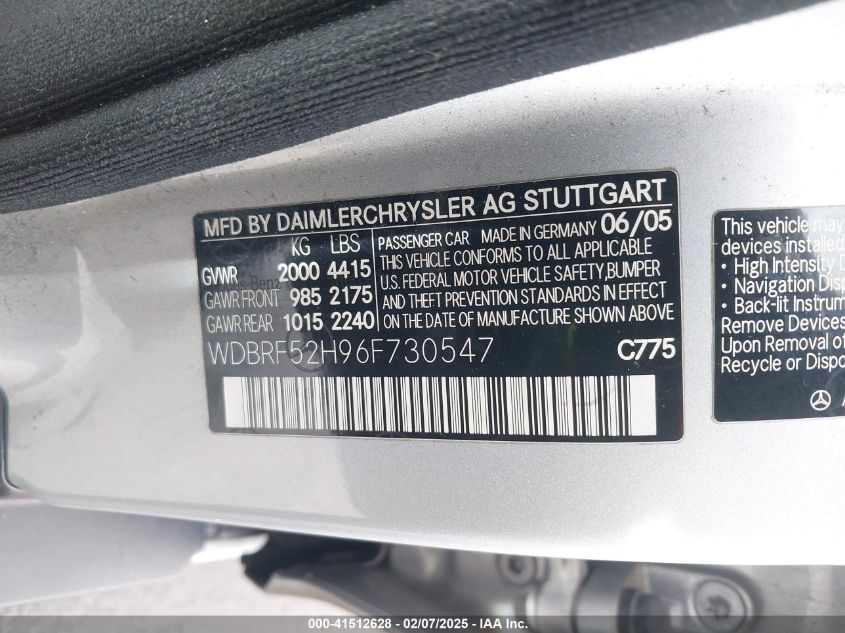 MFD BY DAIMLERCHRYSLER AG STUTTGART
KG LBS
GVWR 2000 4415
GAWR FRONT 985 2175
GAWR REAR 1015 2240
PASSENGER CAR MADE IN GERMANY 06/05
THIS VEHICLE CONFORMS TO ALL APPLICABLE
U.S. FEDERAL MOTOR VEHICLE SAFETY, BUMPER
AND THEFT PREVENTION STANDARDS IN EFFECT
ON THE DATE OF MANUFACTURE SHOWN ABOVE
WDBRF52H96F730547 C775
This vehicle may
devices installed
• High Intensity D
• Navigation Disp
• Back-lit Instrum
Remove Devices
Upon Removal of
Recycle or Dispo
A
000-41512628 - 02/07/2025 - IAA Inc.